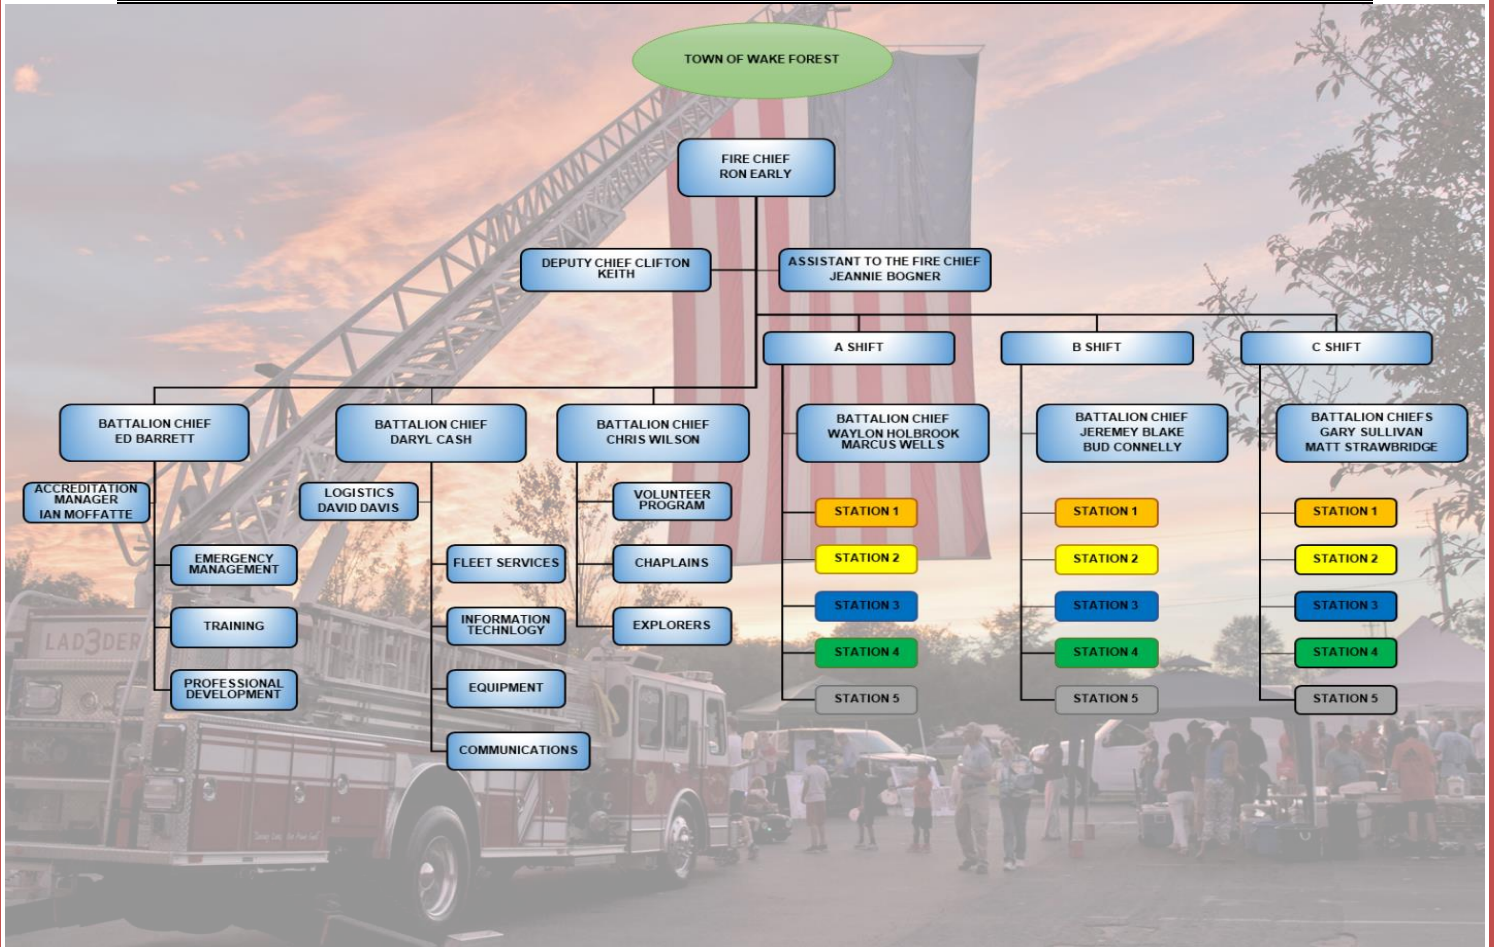 TOWN OF WAKE FOREST
FIRE CHIEF
RON EARLY
DEPUTY CHIEF CLIFTON
KEITH
ASSISTANT TO THE FIRE CHIEF
JEANNIE BOGNER
A SHIFT
B SHIFT
C SHIFT
BATTALION CHIEF
ED BARRETT
BATTALION CHIEF
DARYL CASH
BATTALION CHIEF
CHRIS WILSON
BATTALION CHIEF
WAYLON HOLBROOK
MARCUS WELLS
BATTALION CHIEF
JEREMEY BLAKE
BUD CONNELLY
BATTALION CHIEFS
GARY SULLIVAN
MATT STRAWBRIDGE
ACCREDITATION
MANAGER
IAN MOFFATTE
EMERGENCY
MANAGEMENT
TRAINING
PROFESSIONAL
DEVELOPMENT
LOGISTICS
DAVID DAVIS
FLEET SERVICES
INFORMATION
TECHNLOGY
EQUIPMENT
COMMUNICATIONS
VOLUNTEER
PROGRAM
CHAPLAINS
EXPLORERS
STATION 1
STATION 2
STATION 3
STATION 4
STATION 5
STATION 1
STATION 2
STATION 3
STATION 4
STATION 5
STATION 1
STATION 2
STATION 3
STATION 4
STATION 5
LAD3DER